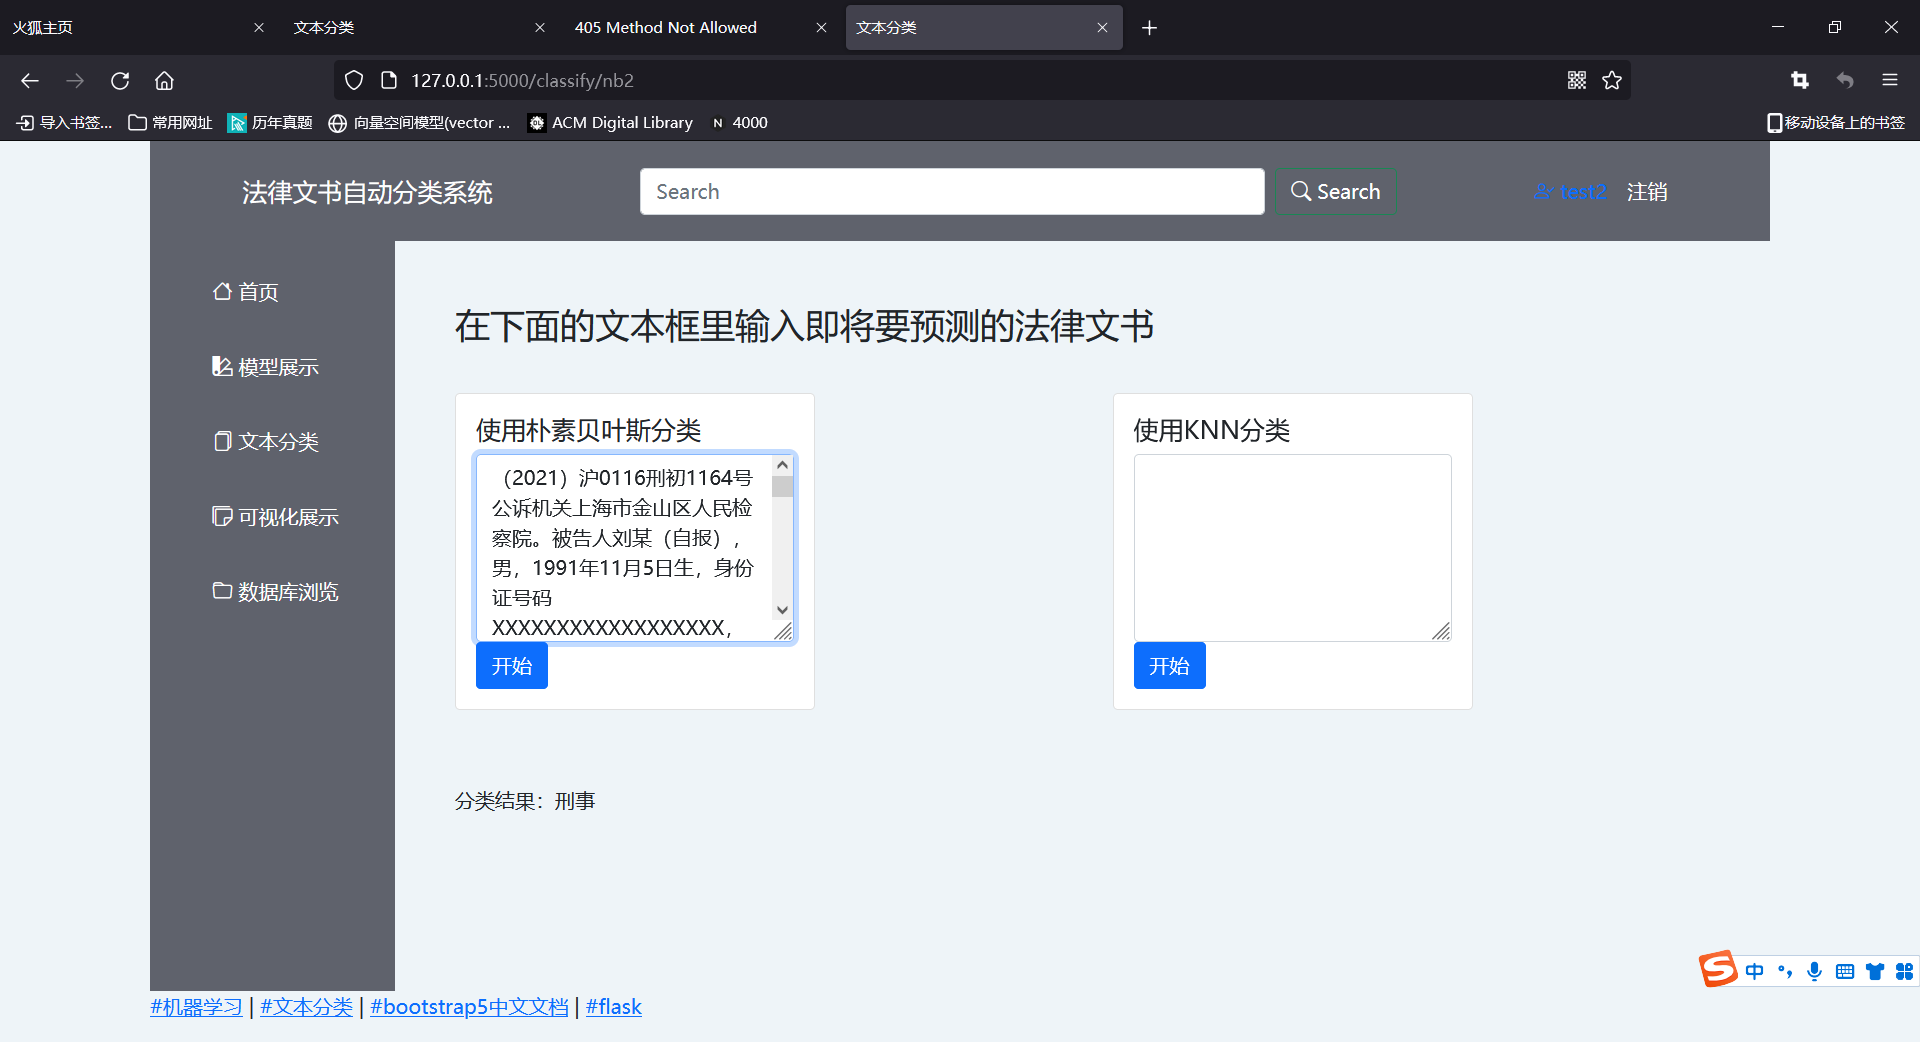 火狐主页
文本分类
405 Method Not Allowed
文本分类
127.0.0.1:5000/classify/nb2
导入书签...
常用网址
历年真题
向量空间模型(vector ...
ACM Digital Library
N 4000
移动设备上的书签
法律文书自动分类系统
Search
Search
test2
注销
首页
模型展示
文本分类
可视化展示
数据库浏览
在下面的文本框里输入即将要预测的法律文书
使用朴素贝叶斯分类
（2021）沪0116刑初1164号
公诉机关上海市金山区人民检
察院。被告人刘某（自报），
男，1991年11月5日生，身份
证号码
XXXXXXXXXXXXXXXXXX，
开始
使用KNN分类
开始
分类结果：刑事
#机器学习 | #文本分类 | #bootstrap5中文文档 | #flask
S 中